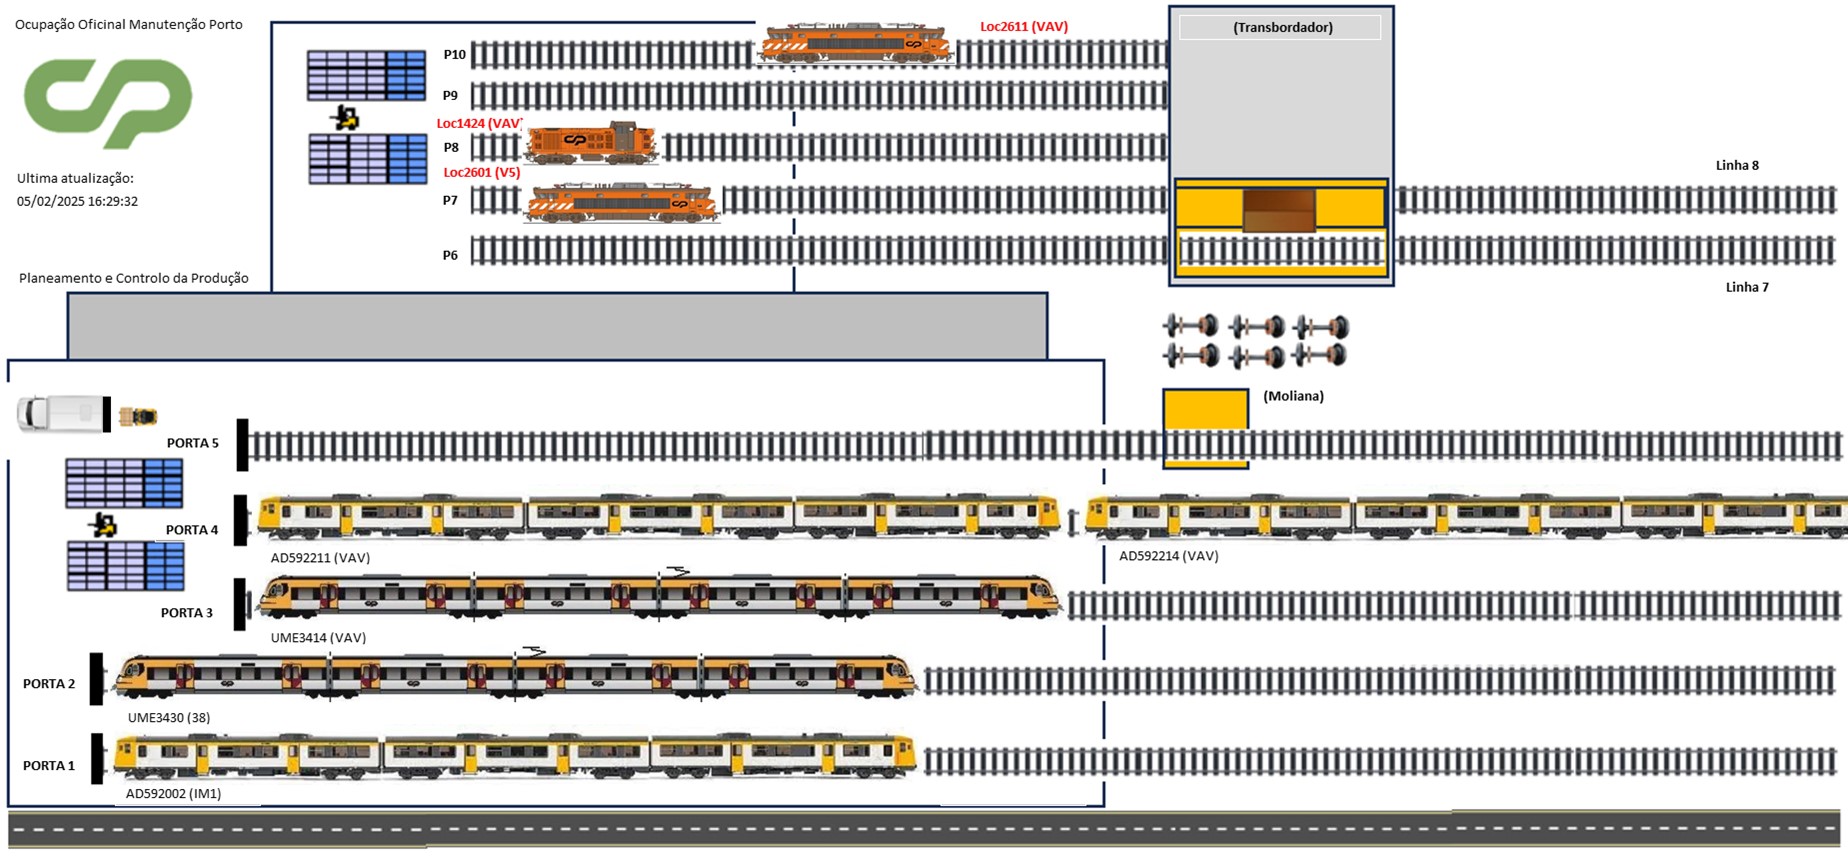 Ocupação Oficinal Manutenção Porto
Loc2611 (VAV)
(Transbordador)
P10
P9
Loc1424 (VAV)
P8
Loc2601 (V5)
P7
P6
Linha 8
Linha 7
Ultima atualização:
05/02/2025 16:29:32
Planeamento e Controlo da Produção
(Moliana)
PORTA 5
PORTA 4
AD592211 (VAV)
AD592214 (VAV)
PORTA 3
UME3414 (VAV)
PORTA 2
UME3430 (38)
PORTA 1
AD592002 (IM1)